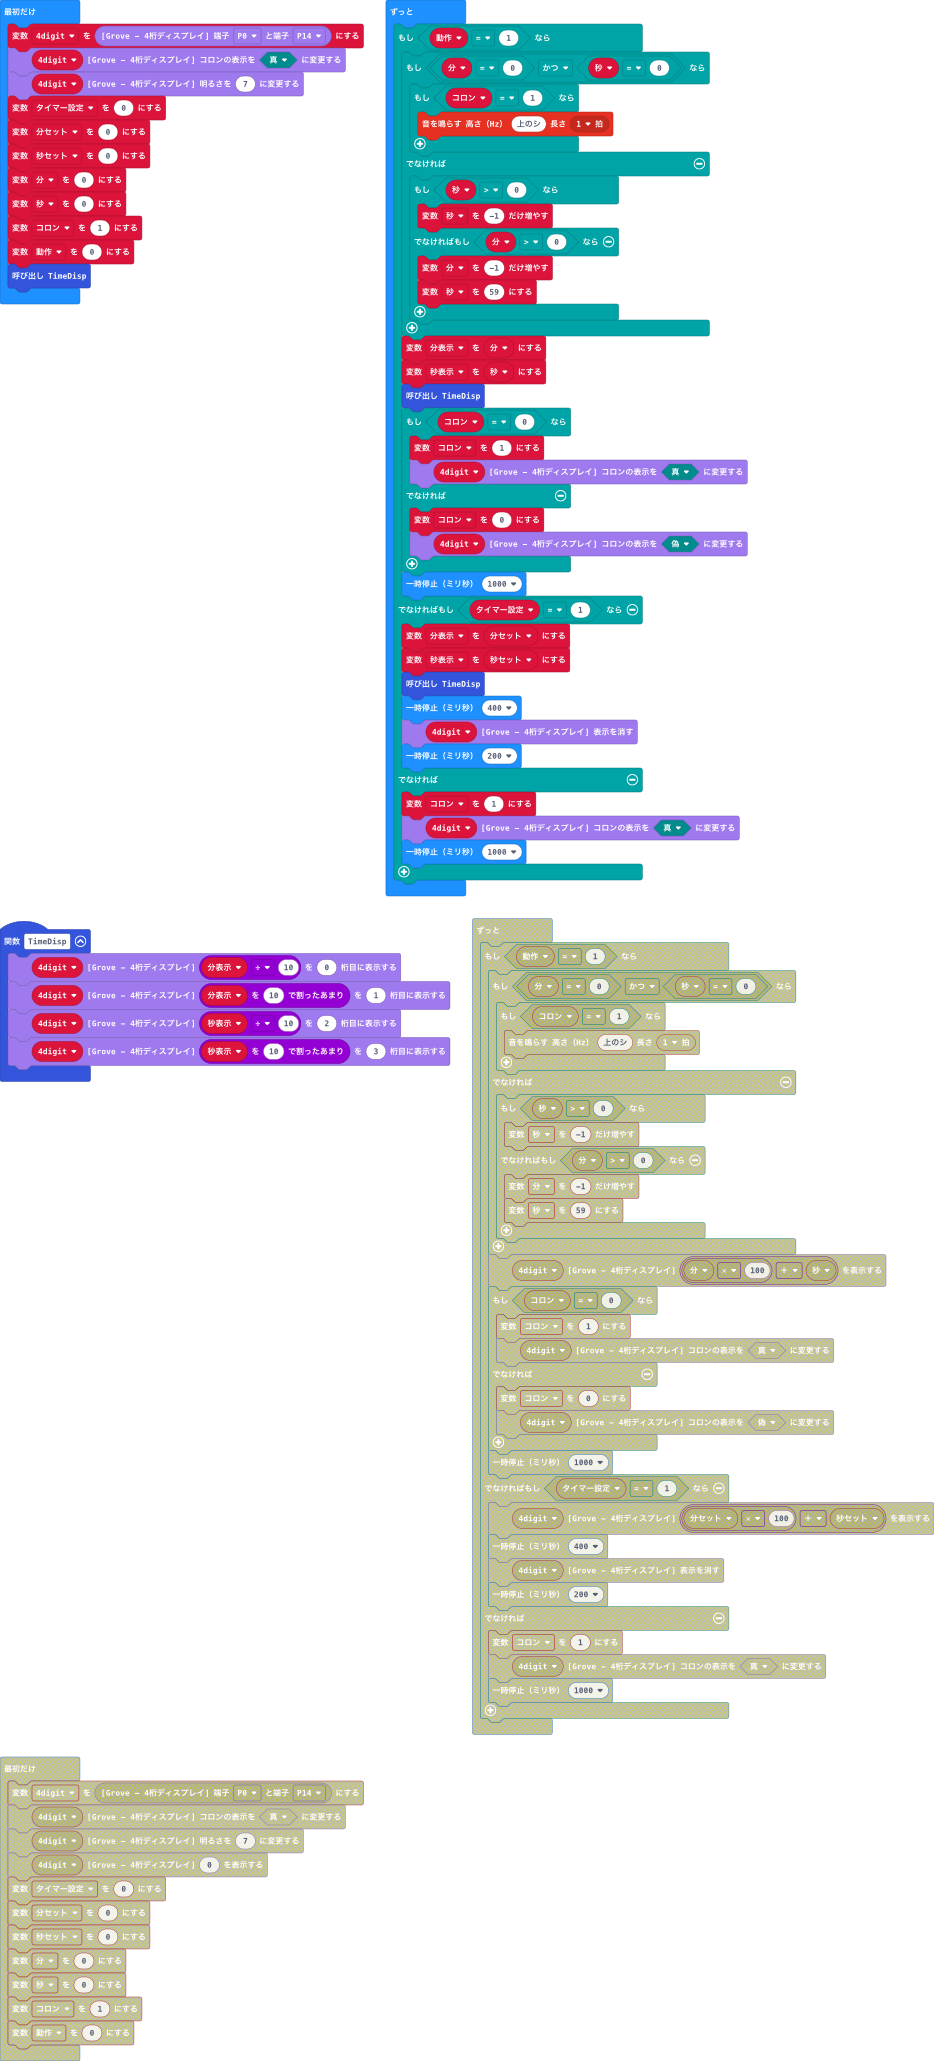 最初だけ
変数 4digit を [Grove – 4桁ディスプレイ] 端子 P0 と端子 P14 にする
4digit [Grove – 4桁ディスプレイ] コロンの表示を 真 に変更する
4digit [Grove – 4桁ディスプレイ] 明るさを 7 に変更する
変数 タイマー設定 を 0 にする
変数 分セット を 0 にする
変数 秒セット を 0 にする
変数 分 を 0 にする
変数 秒 を 0 にする
変数 コロン を 1 にする
変数 動作 を 0 にする
呼び出し TimeDisp
ずっと
もし 動作 = 1 なら
もし 分 = 0 かつ 秒 = 0 なら
もし コロン = 1 なら
音を鳴らす 高さ (Hz) 上のシ 長さ 1 拍
でなければ
もし 秒 > 0 なら
変数 秒 を −1 だけ増やす
でなければもし 分 > 0 なら
変数 分 を −1 だけ増やす
変数 秒 を 59 にする
変数 分表示 を 分 にする
変数 秒表示 を 秒 にする
呼び出し TimeDisp
もし コロン = 0 なら
変数 コロン を 1 にする
4digit [Grove – 4桁ディスプレイ] コロンの表示を 真 に変更する
でなければ
変数 コロン を 0 にする
4digit [Grove – 4桁ディスプレイ] コロンの表示を 偽 に変更する
一時停止 (ミリ秒) 1000
でなければもし タイマー設定 = 1 なら
変数 分表示 を 分セット にする
変数 秒表示 を 秒セット にする
呼び出し TimeDisp
一時停止 (ミリ秒) 400
4digit [Grove – 4桁ディスプレイ] 表示を消す
一時停止 (ミリ秒) 200
でなければ
変数 コロン を 1 にする
4digit [Grove – 4桁ディスプレイ] コロンの表示を 真 に変更する
一時停止 (ミリ秒) 1000
関数 TimeDisp
4digit [Grove – 4桁ディスプレイ] 分表示 ÷ 10 を 0 桁目に表示する
4digit [Grove – 4桁ディスプレイ] 分表示 を 10 で割ったあまり を 1 桁目に表示する
4digit [Grove – 4桁ディスプレイ] 秒表示 ÷ 10 を 2 桁目に表示する
4digit [Grove – 4桁ディスプレイ] 秒表示 を 10 で割ったあまり を 3 桁目に表示する
ずっと
もし 動作 = 1 なら
もし 分 = 0 かつ 秒 = 0 なら
もし コロン = 1 なら
音を鳴らす 高さ (Hz) 上のシ 長さ 1 拍
でなければ
もし 秒 > 0 なら
変数 秒 を −1 だけ増やす
でなければもし 分 > 0 なら
変数 分 を −1 だけ増やす
変数 秒 を 59 にする
4digit [Grove – 4桁ディスプレイ] 分 × 100 + 秒 を表示する
もし コロン = 0 なら
変数 コロン を 1 にする
4digit [Grove – 4桁ディスプレイ] コロンの表示を 真 に変更する
でなければ
変数 コロン を 0 にする
4digit [Grove – 4桁ディスプレイ] コロンの表示を 偽 に変更する
一時停止 (ミリ秒) 1000
でなければもし タイマー設定 = 1 なら
4digit [Grove – 4桁ディスプレイ] 分セット × 100 + 秒セット を表示する
一時停止 (ミリ秒) 400
4digit [Grove – 4桁ディスプレイ] 表示を消す
一時停止 (ミリ秒) 200
でなければ
変数 コロン を 1 にする
4digit [Grove – 4桁ディスプレイ] コロンの表示を 真 に変更する
一時停止 (ミリ秒) 1000
最初だけ
変数 4digit を [Grove – 4桁ディスプレイ] 端子 P0 と端子 P14 にする
4digit [Grove – 4桁ディスプレイ] コロンの表示を 真 に変更する
4digit [Grove – 4桁ディスプレイ] 明るさを 7 に変更する
4digit [Grove – 4桁ディスプレイ] 0 を表示する
変数 タイマー設定 を 0 にする
変数 分セット を 0 にする
変数 秒セット を 0 にする
変数 分 を 0 にする
変数 秒 を 0 にする
変数 コロン を 1 にする
変数 動作 を 0 にする